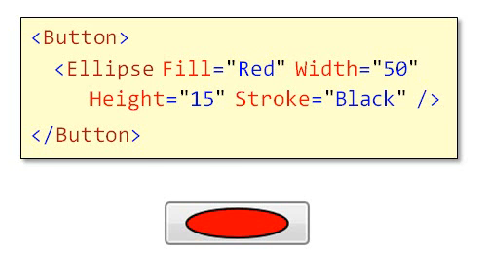 <Button>
<Ellipse Fill="Red" Width="50"
Height="15" Stroke="Black" />
</Button>